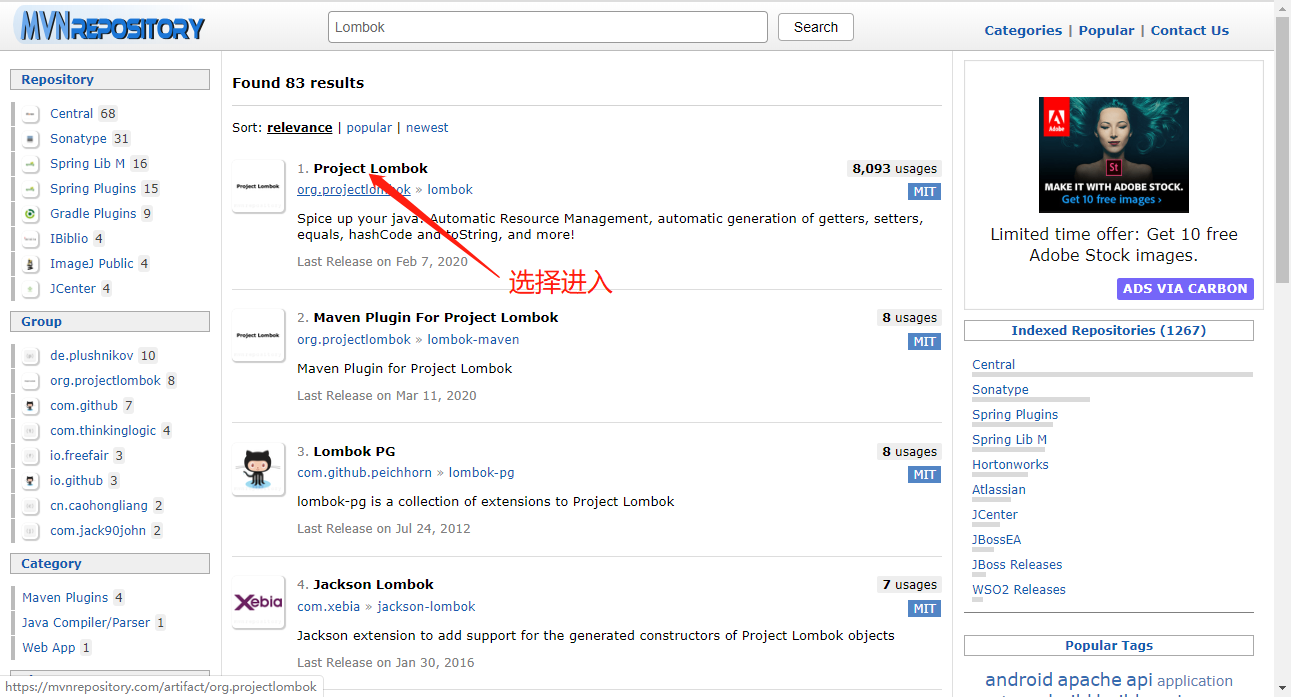 MVNREPOSITORY
Lombok
Search
Categories | Popular | Contact Us
Repository
Central 68
Sonatype 31
Spring Lib M 16
Spring Plugins 15
Gradle Plugins 9
IBiblio 4
ImageJ Public 4
JCenter 4
Group
de.plushnikov 10
org.projectlombok 8
com.github 7
com.thinkinglogic 4
io.freefair 3
io.github 3
cn.caohongliang 2
com.jack90john 2
Category
Maven Plugins 4
Java Compiler/Parser 1
Web App 1
https://mvnrepository.com/artifact/org.projectlombok
Found 83 results
Sort: relevance | popular | newest
Project Lombok
1. Project Lombok
8,093 usages
org.projectlombok » lombok
MIT
Spice up your java: Automatic Resource Management, automatic generation of getters, setters,
equals, hashCode and toString, and more!
Last Release on Feb 7, 2020
选择进入
Project Lombok
2. Maven Plugin For Project Lombok
8 usages
org.projectlombok » lombok-maven
MIT
Maven Plugin for Project Lombok
Last Release on Mar 11, 2020
3. Lombok PG
8 usages
com.github.peichhorn » lombok-pg
MIT
lombok-pg is a collection of extensions to Project Lombok
Last Release on Jul 24, 2012
Xebia
4. Jackson Lombok
7 usages
com.xebia » jackson-lombok
MIT
Jackson extension to add support for the generated constructors of Project Lombok objects
Last Release on Jan 30, 2016
Adobe
St
MAKE IT WITH ADOBE STOCK.
Get 10 free images ›
Limited time offer: Get 10 free
Adobe Stock images.
ADS VIA CARBON
Indexed Repositories (1267)
Central
Sonatype
Spring Plugins
Spring Lib M
Hortonworks
Atlassian
JCenter
JBossEA
JBoss Releases
WSO2 Releases
Popular Tags
android apache api application